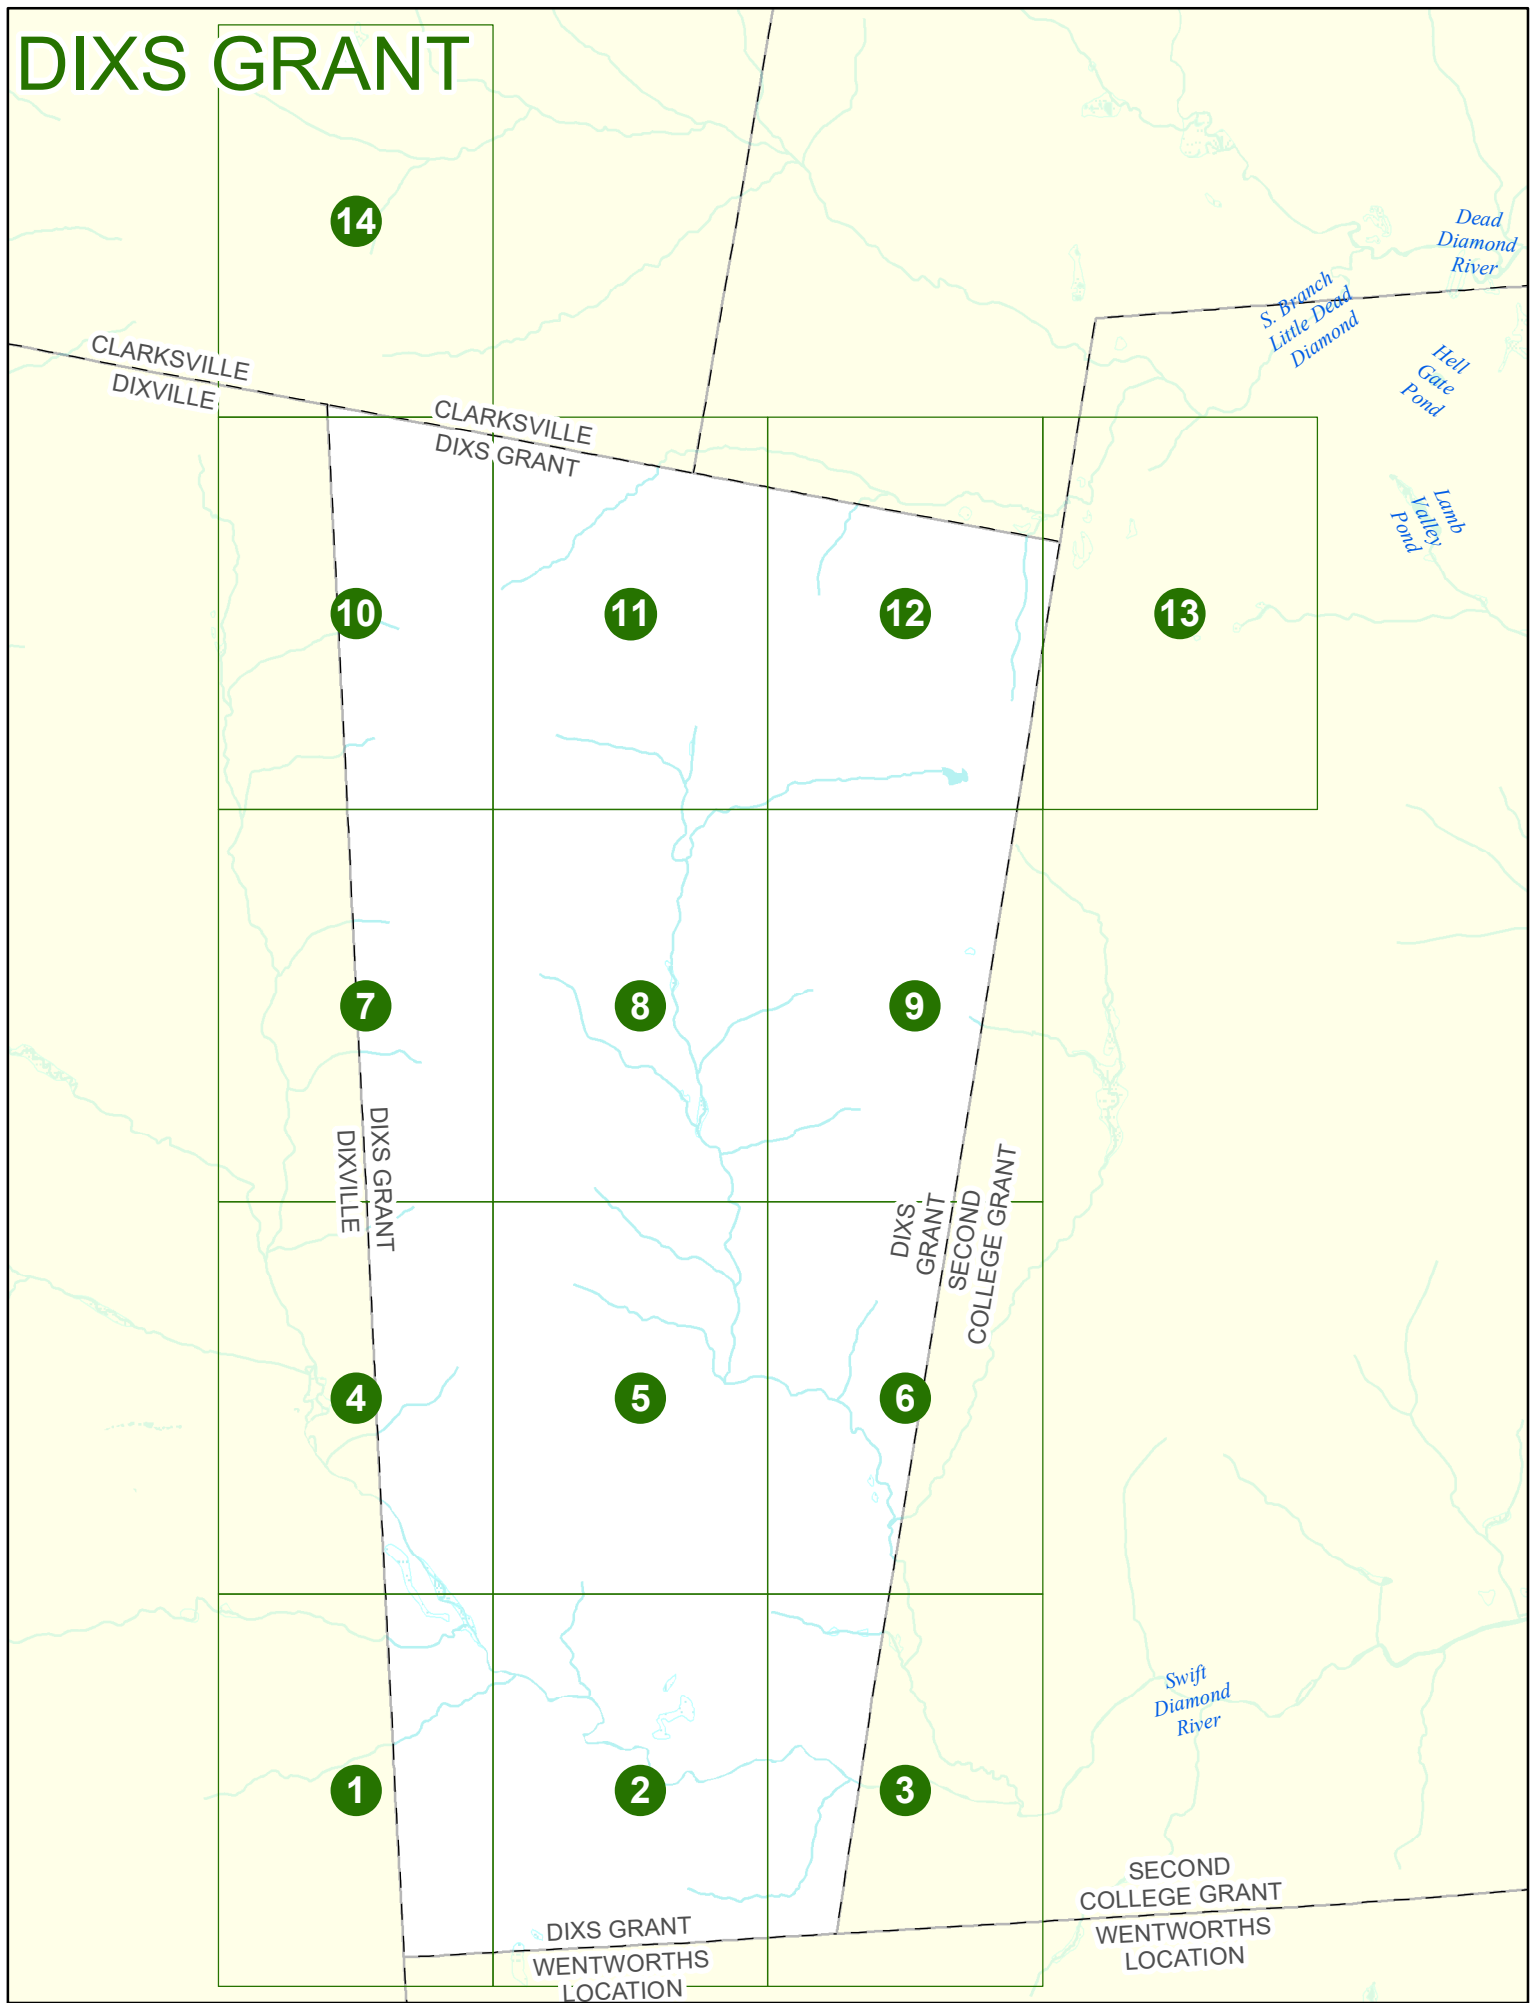 DIXS GRANT
14
Dead
Diamond
River
S. Branch
Little Dead
Diamond
Hell
Gate
Pond
CLARKSVILLE
DIXVILLE
CLARKSVILLE
DIXS GRANT
Lamb
Valley
Pond
10
11
12
13
7
8
9
DIXS GRANT
DIXVILLE
DIXS
GRANT
SECOND
COLLEGE GRANT
4
5
6
Swift
Diamond
River
1
2
3
SECOND
COLLEGE GRANT
WENTWORTHS
LOCATION
DIXS GRANT
WENTWORTHS
LOCATION